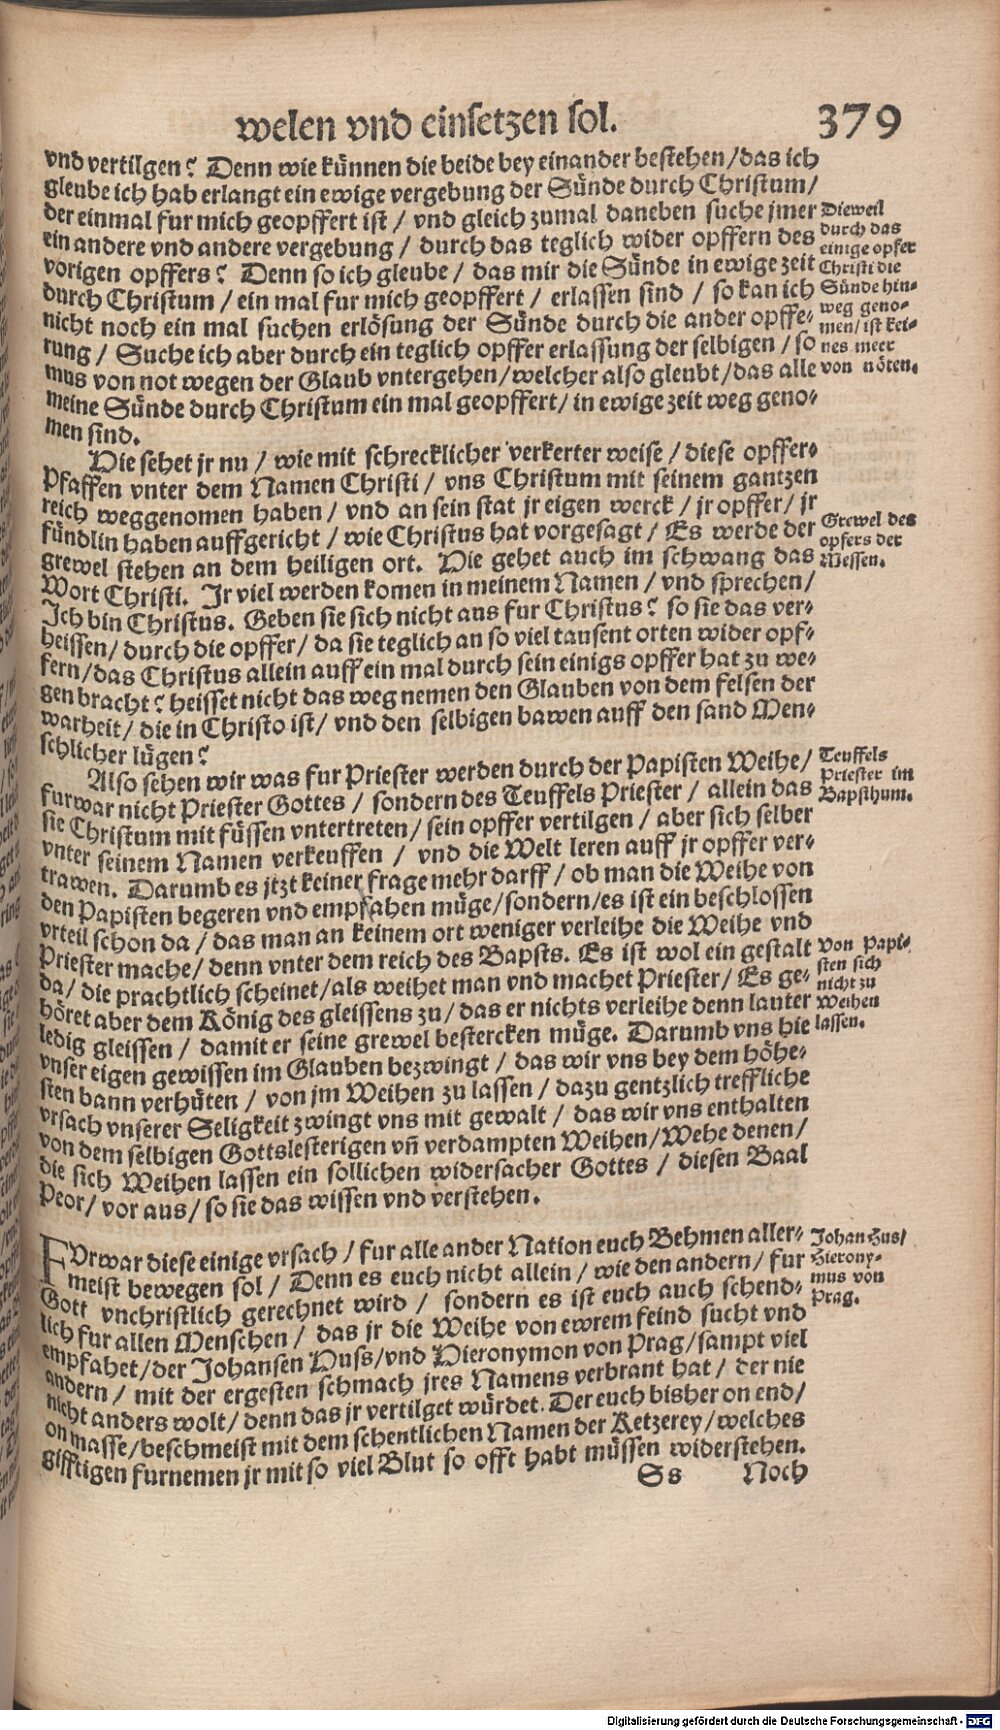 welen vnd einsetzen sol. 379
vnd vertilgen? Denn wie künnen die beide bey einander bestehen/das ich
gleube ich hab erlangt ein ewige vergebung der Sünde durch Christum/
der einmal fur mich geopffert ist / vnd gleich zumal daneben suche jmer
ein andere vnd andere vergebung / durch das teglich wider opffern des
vorigen opffers? Denn so ich gleube / das mir die Sünde in ewige zeit
durch Christum / ein mal fur mich geopffert / erlassen sind / so kan ich
nicht noch ein mal suchen erlösung der Sünde durch die ander opffe-
rung / Suche ich aber durch ein teglich opffer erlassung der selbigen / so
mus von not wegen der Glaub vntergehen/welcher also gleubt/das alle
meine Sünde durch Christum ein mal geopffert/ in ewige zeit weg geno-
men sind.
Dieweil
durch das
einige opfer
Christi die
Sünde hin-
weg geno-
men/ ist kei-
nes meer
von nöten.
Hie sehet jr nu / wie mit schrecklicher verkerter weise / diese opffer-
Pfaffen vnter dem Namen Christi / vns Christum mit seinem gantzen
reich weggenomen haben / vnd an sein stat jr eigen werck / jr opffer/ jr
fündlin haben auffgericht / wie Christus hat vorgesagt / Es werde der
grewel stehen an dem heiligen ort. Hie gehet auch im schwang das
Wort Christi. Jr viel werden komen in meinem Namen / vnd sprechen/
Ich bin Christus. Geben sie sich nicht aus fur Christus? so sie das ver-
heissen/ durch die opffer/ da sie teglich an so viel tausent orten wider opf-
fern/das Christus allein auff ein mal durch sein einigs opffer hat zu we-
gen bracht? heisset nicht das weg nemen den Glauben von dem felsen der
warheit/ die in Christo ist/ vnd den selbigen bawen auff den sand Men-
schlicher lügen?
Grewel des
opfers der
Messen.
Also sehen wir was fur Priester werden durch der Papisten Weihe/
furwar nicht Priester Gottes / sondern des Teuffels Priester / allein das
sie Christum mit füssen vntertreten/ sein opffer vertilgen / aber sich selber
vnter seinem Namen verkeuffen / vnd die Welt leren auff jr opffer ver-
trawen. Darumb es jtzt keiner frage mehr darff / ob man die Weihe von
den Papisten begeren vnd empfahen müge/sondern/es ist ein beschlossen
vrteil schon da / das man an keinem ort weniger verleihe die Weihe vnd
Priester mache/ denn vnter dem reich des Bapsts. Es ist wol ein gestalt
da/ die prachtlich scheinet/als weihet man vnd machet Priester/ Es ge-
höret aber dem König des gleissens zu/ das er nichts verleihe denn lauter
ledig gleissen / damit er seine grewel bestercken müge. Darumb vns hie
vnser eigen gewissen im Glauben bezwingt / das wir vns bey dem höhe-
sten bann verhüten / von jm Weihen zu lassen / dazu gentzlich treffliche
vrsach vnserer Seligkeit zwingt vns mit gewalt / das wir vns enthalten
von dem selbigen Gottslesterigen vñ verdampten Weihen/Wehe denen/
die sich Weihen lassen ein sollichen widersacher Gottes / diesen Baal
Peor/ vor aus/ so sie das wissen vnd verstehen.
Teuffels
Priester im
Bapsthum.
Von Papi-
sten sich
nicht zu
Weihen
lassen.
FVrwar diese einige vrsach / fur alle ander Nation euch Behmen aller-
meist bewegen sol / Denn es euch nicht allein / wie den andern/ fur
Gott vnchristlich gerechnet wird / sondern es ist euch auch schend-
lich fur allen Menschen / das jr die Weihe von ewrem feind sucht vnd
empfahet/der Johansen Huss/vnd Hieronymon von Prag/sampt viel
andern / mit der ergesten schmach jres Namens verbrant hat / der nie
nicht anders wolt/ denn das jr vertilget würdet. Der euch bisher on end/
on masse/beschmeist mit dem schentlichen Namen der Ketzerey/welches
gifftigen furnemen jr mit so viel Blut so offt habt müssen widerstehen.
Johan Hus/
Hierony-
mus von
Prag.
Ss Noch
Digitalisierung gefördert durch die Deutsche Forschungsgemeinschaft - DFG